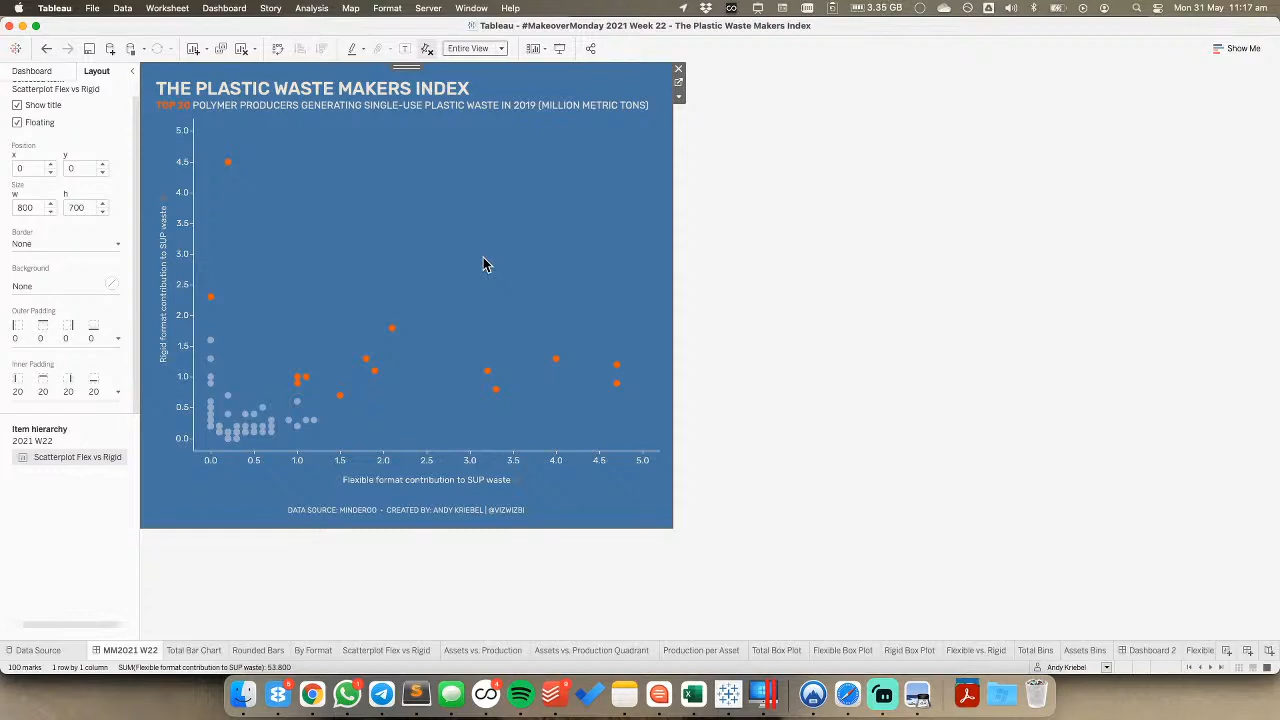 Tableau File Data Worksheet Dashboard Story Analysis Map Format Server Window Help 3.35 GB Mon 31 May 11:17 am
Tableau - #MakeoverMonday 2021 Week 22 - The Plastic Waste Makers Index
Entire View
Show Me
Dashboard
Layout
Scatterplot Flex vs Rigid
Show title
Floating
Position
x y
0 0
Size
w h
800 700
Border
None
Background
None
Outer Padding
0 0 0 0
Inner Padding
20 20 20 20
Item hierarchy
2021 W22
Scatterplot Flex vs Rigid
THE PLASTIC WASTE MAKERS INDEX
TOP 20 POLYMER PRODUCERS GENERATING SINGLE-USE PLASTIC WASTE IN 2019 (MILLION METRIC TONS)
Rigid format contribution to SUP waste
5.0
4.5
4.0
3.5
3.0
2.5
2.0
1.5
1.0
0.5
0.0
0.0 0.5 1.0 1.5 2.0 2.5 3.0 3.5 4.0 4.5 5.0
Flexible format contribution to SUP waste
DATA SOURCE: MINDEROO • CREATED BY: ANDY KRIEBEL | @VIZWIZBI
Data Source MM2021 W22 Total Bar Chart Rounded Bars By Format Scatterplot Flex vs Rigid Assets vs. Production Assets vs. Production Quadrant Production per Asset Total Box Plot Flexible Box Plot Rigid Box Plot Flexible vs. Rigid Total Bins Assets Bins Dashboard 2 Flexible
100 marks 1 row by 1 column SUM(Flexible format contribution to SUP waste): 53.800 Andy Kriebel
5 1 4 9